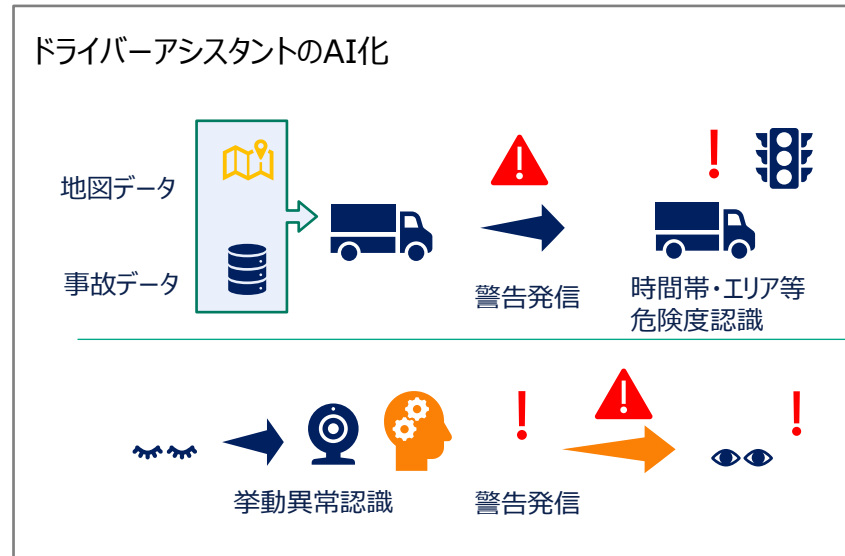 ドライバーアシスタントのAI化
地図データ
事故データ
警告発信
時間帯・エリア等
危険度認識
挙動異常認識
警告発信